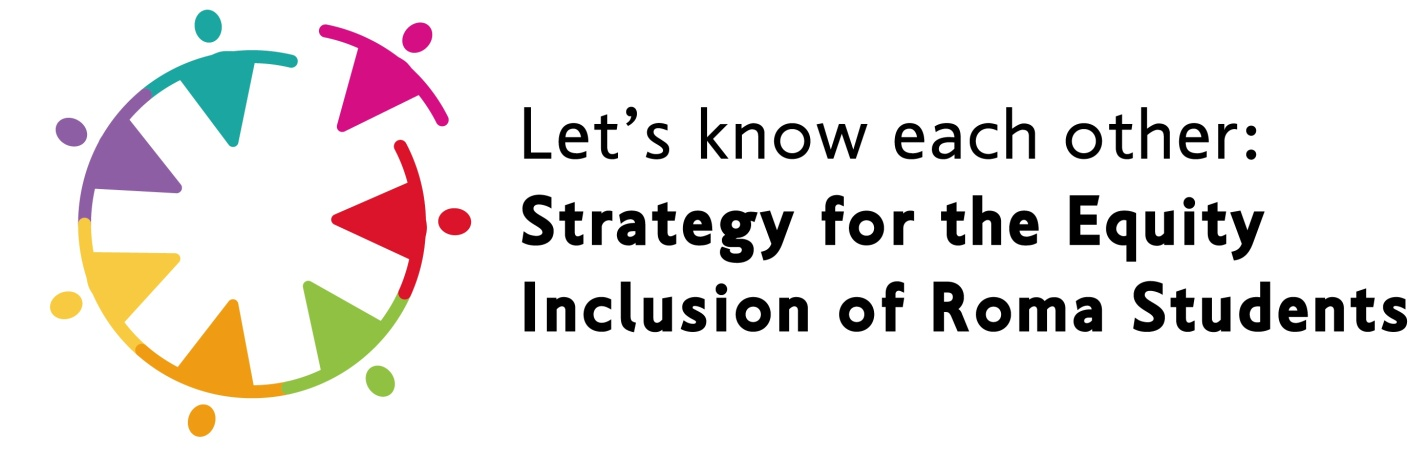 Let’s know each other:
Strategy for the Equity
Inclusion of Roma Students